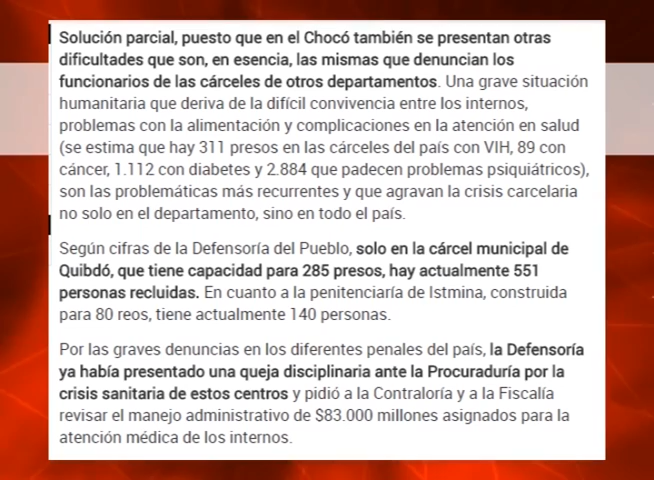 Solución parcial, puesto que en el Chocó también se presentan otras
dificultades que son, en esencia, las mismas que denuncian los
funcionarios de las cárceles de otros departamentos. Una grave situación
humanitaria que deriva de la difícil convivencia entre los internos,
problemas con la alimentación y complicaciones en la atención en salud
(se estima que hay 311 presos en las cárceles del país con VIH, 89 con
cáncer, 1.112 con diabetes y 2.884 que padecen problemas psiquiátricos),
son las problemáticas más recurrentes y que agravan la crisis carcelaria
no solo en el departamento, sino en todo el país.
Según cifras de la Defensoría del Pueblo, solo en la cárcel municipal de
Quibdó, que tiene capacidad para 285 presos, hay actualmente 551
personas recluidas. En cuanto a la penitenciaría de Istmina, construida
para 80 reos, tiene actualmente 140 personas.
Por las graves denuncias en los diferentes penales del país, la Defensoría
ya había presentado una queja disciplinaria ante la Procuraduría por la
crisis sanitaria de estos centros y pidió a la Contraloría y a la Fiscalía
revisar el manejo administrativo de $83.000 millones asignados para la
atención médica de los internos.